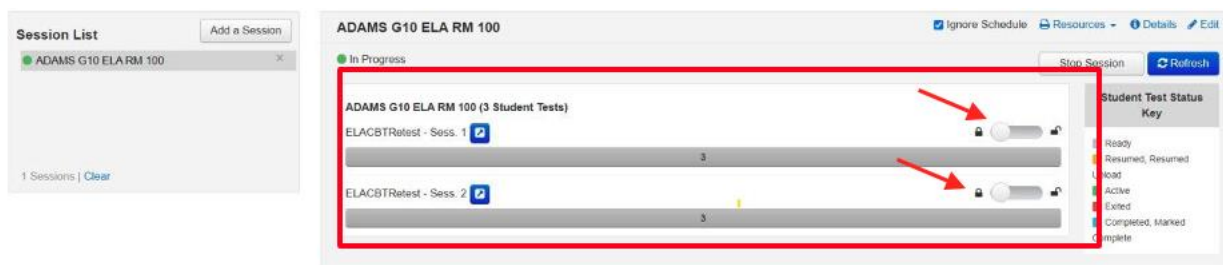 Session List
Add a Session
ADAMS G10 ELA RM 100
×
1 Sessions | Clear
ADAMS G10 ELA RM 100
Ignore Schedule
Resources
Details
Edit
In Progress
Stop Session
Refresh
ADAMS G10 ELA RM 100 (3 Student Tests)
ELACBTRetest - Sess. 1
3
ELACBTRetest - Sess. 2
3
Student Test Status
Key
Ready
Resumed, Resumed
Upload
Active
Exited
Completed, Marked
Complete